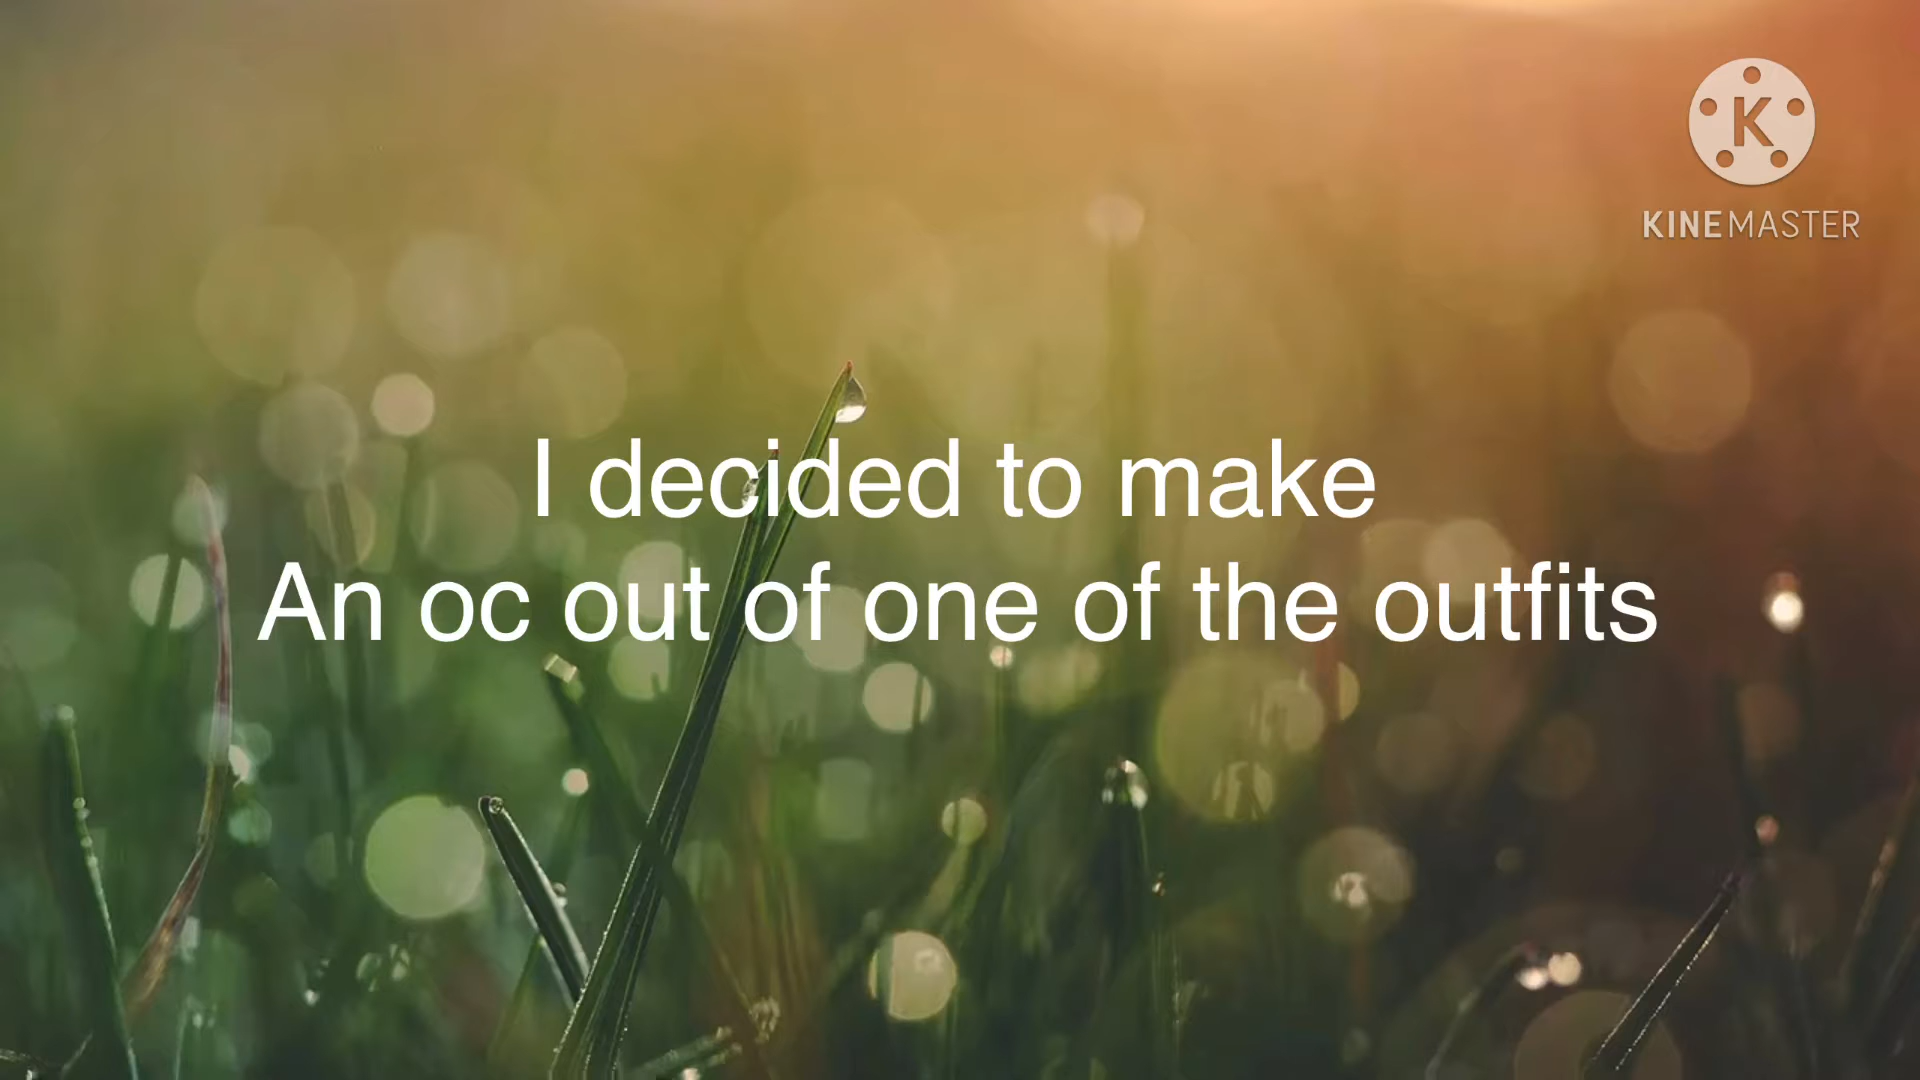 K
KINEMASTER
I decided to make
An oc out of one of the outfits